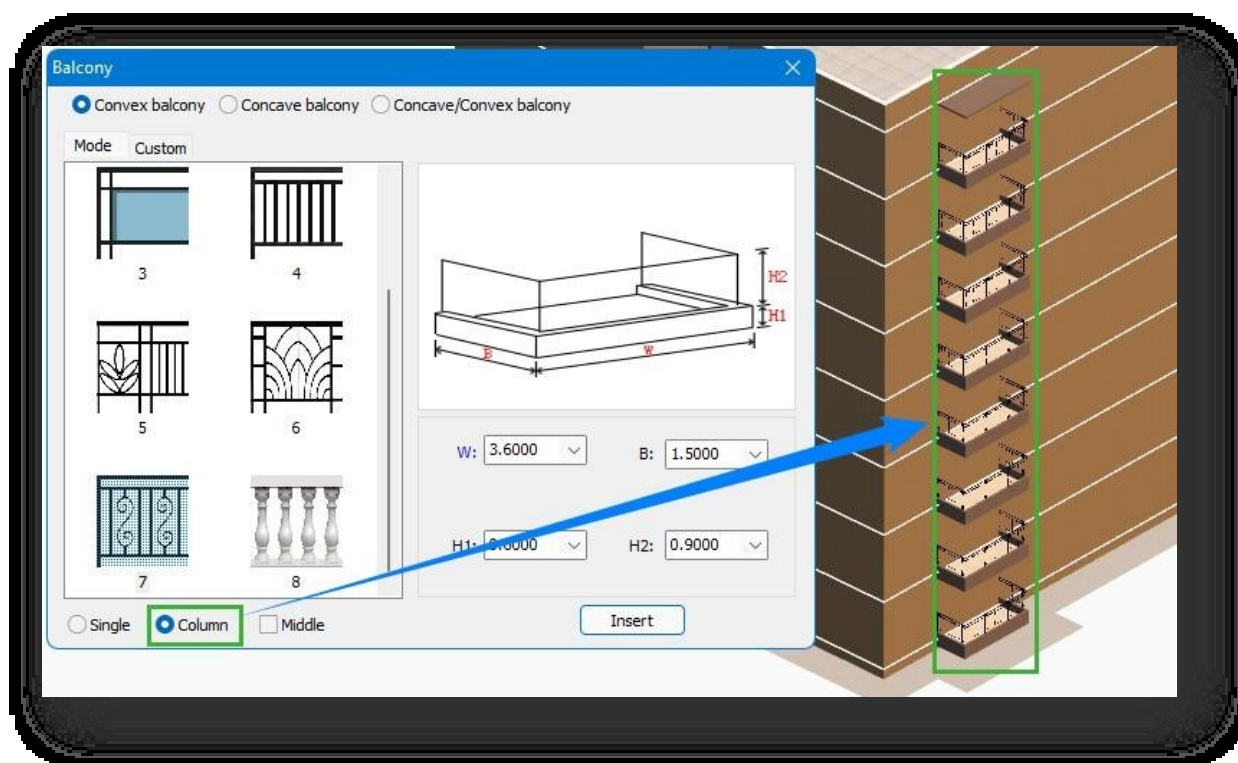 Balcony
Convex balcony Concave balcony Concave/Convex balcony
Mode Custom
3 4
5 6
7 8
H2
H1
B W
W: 3.6000 B: 1.5000
H1: H2: 0.9000
Single Column Middle Insert